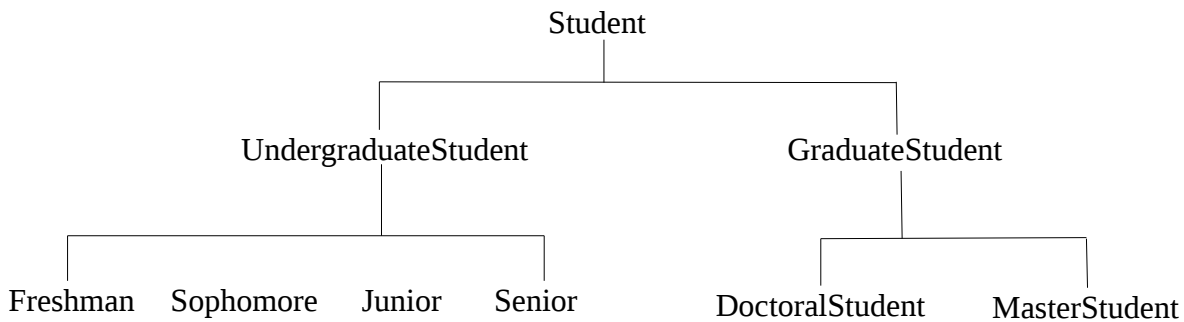 Student
UndergraduateStudent GraduateStudent
Freshman Sophomore Junior Senior DoctoralStudent MasterStudent